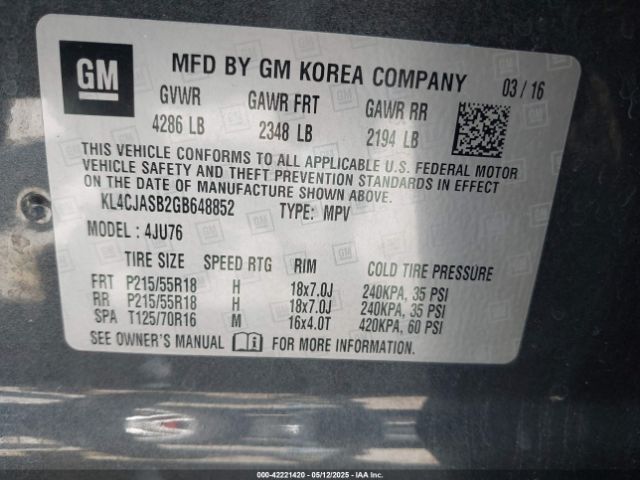 GM
MFD BY GM KOREA COMPANY 03 / 16
GVWR GAWR FRT GAWR RR
4286 LB 2348 LB 2194 LB
THIS VEHICLE CONFORMS TO ALL APPLICABLE U.S. FEDERAL MOTOR
VEHICLE SAFETY AND THEFT PREVENTION STANDARDS IN EFFECT
ON THE DATE OF MANUFACTURE SHOWN ABOVE.
KL4CJASB2GB648852 TYPE: MPV
MODEL : 4JU76
TIRE SIZE SPEED RTG RIM COLD TIRE PRESSURE
FRT P215/55R18 H 18x7.0J 240KPA, 35 PSI
RR P215/55R18 H 18x7.0J 240KPA, 35 PSI
SPA T125/70R16 M 16x4.0T 420KPA, 60 PSI
SEE OWNER'S MANUAL i FOR MORE INFORMATION.
000-42221420 - 05/12/2025 - IAAI.COM